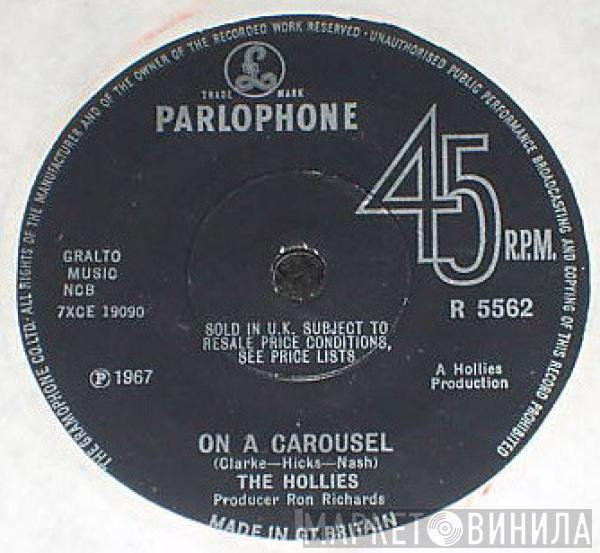 THE GRAMOPHONE CO.LTD. ALL RIGHTS OF THE MANUFACTURER AND OF THE OWNER OF THE RECORDED WORK RESERVED · UNAUTHORISED PUBLIC PERFORMANCE BROADCASTING AND COPYING OF THIS RECORD PROHIBITED
£
TRADE MARK
PARLOPHONE
45
R.P.M.
GRALTO
MUSIC
NCB
7XCE 19090
R 5562
SOLD IN U.K. SUBJECT TO
RESALE PRICE CONDITIONS,
SEE PRICE LISTS
℗ 1967
A Hollies
Production
ON A CAROUSEL
(Clarke—Hicks—Nash)
THE HOLLIES
Producer Ron Richards
MADE IN GT. BRITAIN
МАРКЕТ ВИНИЛА